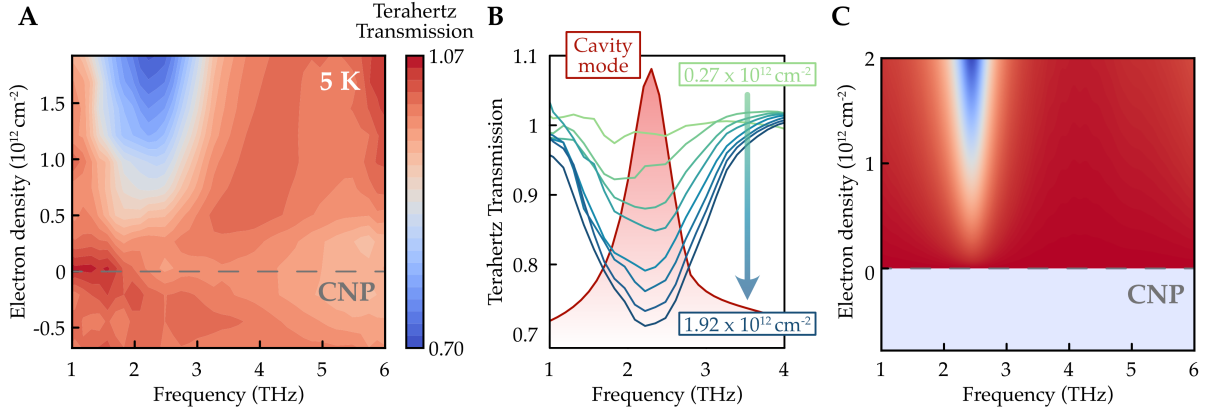 A
Terahertz
Transmission
1.07
0.70
5 K
CNP
1.5
1.0
0.5
0
-0.5
Electron density (10¹² cm⁻²)
1 2 3 4 5 6
Frequency (THz)
B
Cavity
mode
0.27 x 10¹² cm⁻²
1.92 x 10¹² cm⁻²
1.1
1
0.9
0.8
0.7
Terahertz Transmission
1 2 3 4
Frequency (THz)
C
2
1
0
CNP
Electron density (10¹² cm⁻²)
1 2 3 4 5 6
Frequency (THz)